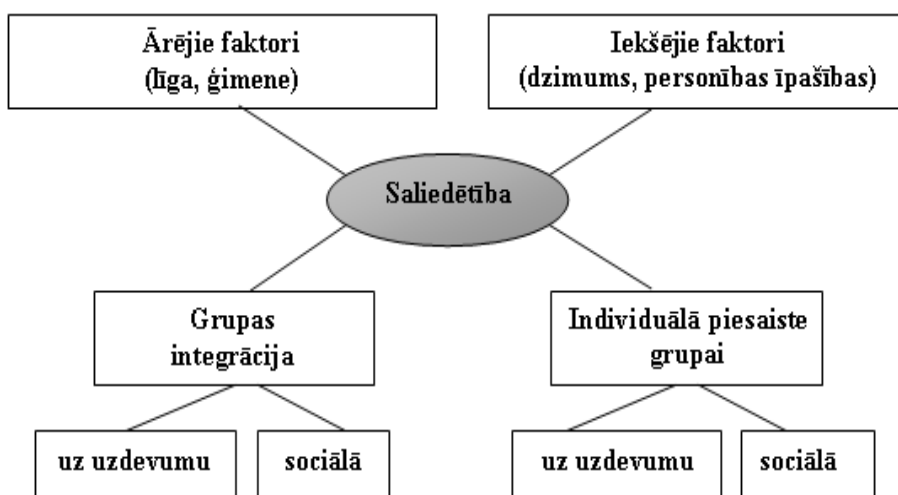 Ārējie faktori
(līga, ģimene)
Iekšējie faktori
(dzimums, personības īpašības)
Saliedētība
Grupas
integrācija
Individuālā piesaiste
grupai
uz uzdevumu
sociālā
uz uzdevumu
sociālā